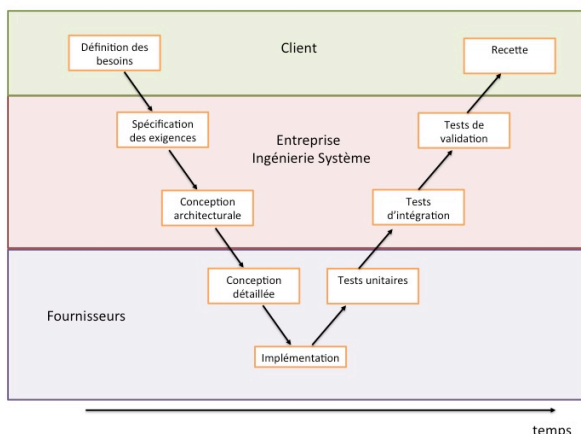 Définition des
besoins
Client
Recette
Spécification
des exigences
Entreprise
Ingénierie Système
Tests de
validation
Conception
architecturale
Tests
d'intégration
Conception
détaillée
Tests unitaires
Fournisseurs
Implémentation
temps